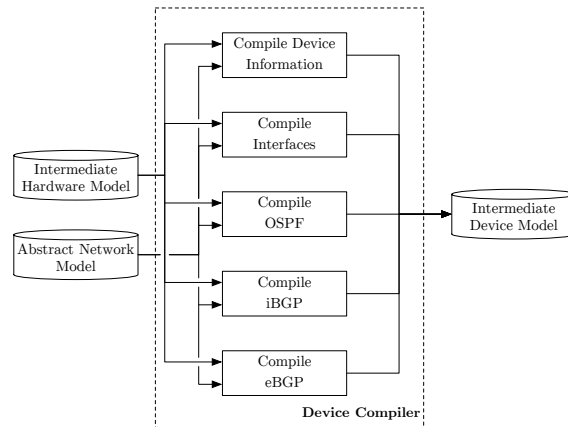 Compile Device
Information
Compile
Interfaces
Intermediate
Hardware Model
Compile
OSPF
Intermediate
Device Model
Abstract Network
Model
Compile
iBGP
Compile
eBGP
Device Compiler